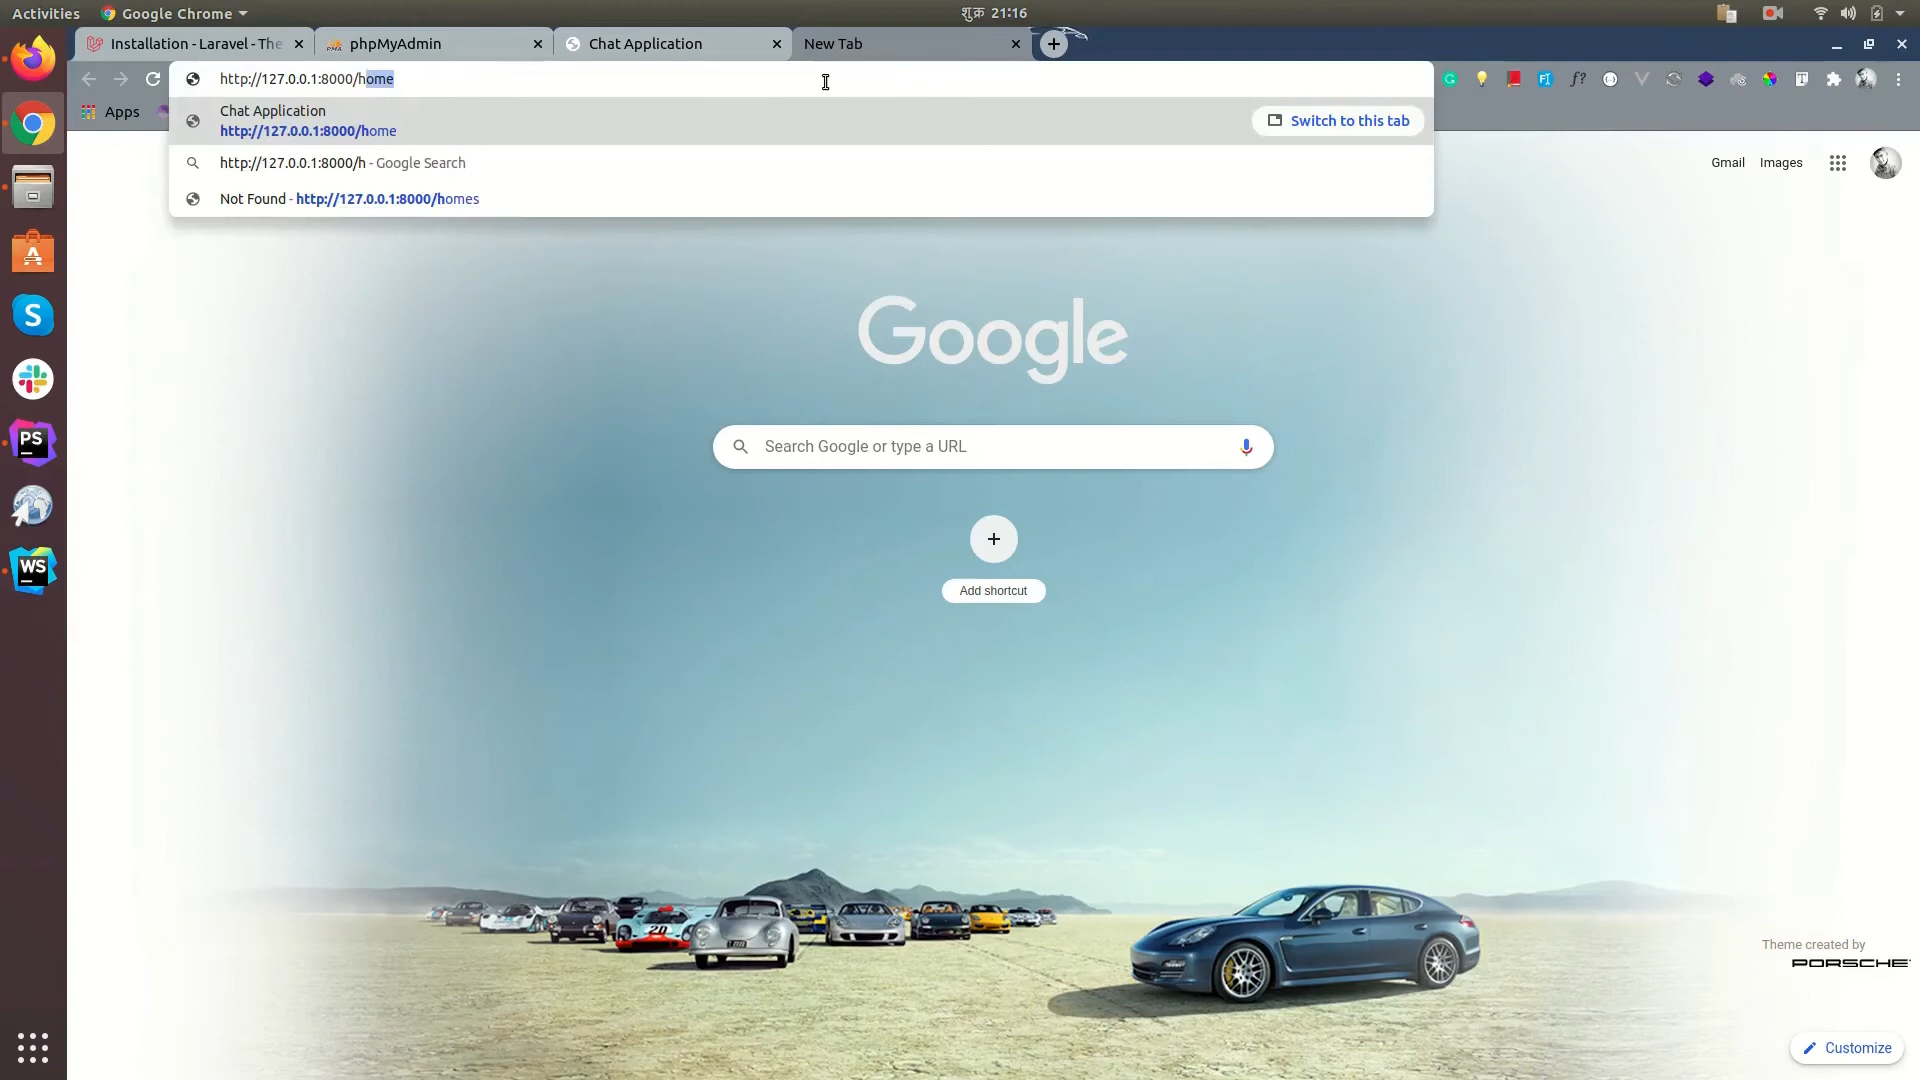 Activities
Google Chrome
शुक्र 21:16
Installation - Laravel - The
phpMyAdmin
Chat Application
New Tab
http://127.0.0.1:8000/home
Apps
Chat Application
http://127.0.0.1:8000/home
Switch to this tab
http://127.0.0.1:8000/h - Google Search
Not Found - http://127.0.0.1:8000/homes
Gmail
Images
Google
Search Google or type a URL
Add shortcut
Theme created by
PORSCHE
Customize
S
PS
WS
20